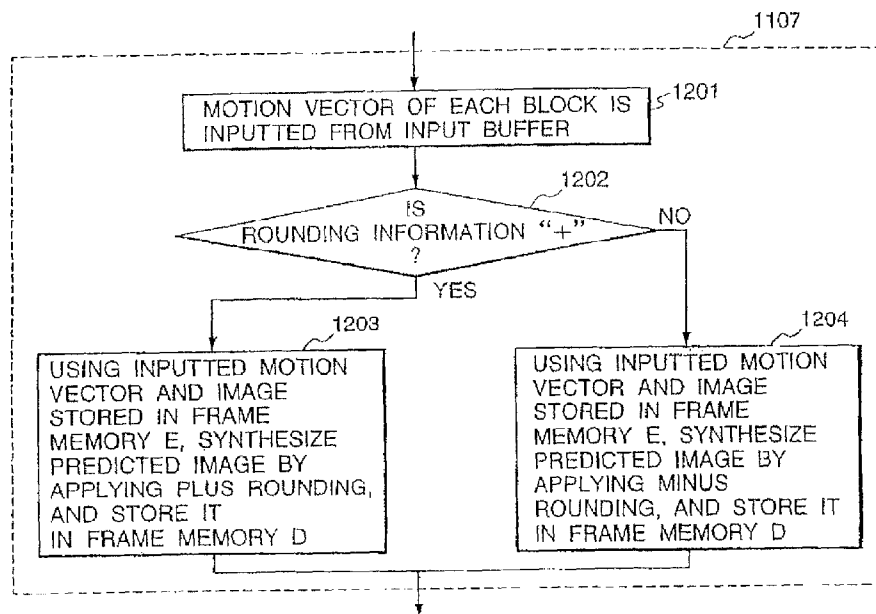 1107
MOTION VECTOR OF EACH BLOCK IS
INPUTTED FROM INPUT BUFFER
1201
1202
IS
ROUNDING INFORMATION "+"
?
NO
YES
1203
USING INPUTTED MOTION
VECTOR AND IMAGE
STORED IN FRAME
MEMORY E, SYNTHESIZE
PREDICTED IMAGE BY
APPLYING PLUS ROUNDING,
AND STORE IT
IN FRAME MEMORY D
1204
USING INPUTTED MOTION
VECTOR AND IMAGE
STORED IN FRAME
MEMORY E, SYNTHESIZE
PREDICTED IMAGE BY
APPLYING MINUS
ROUNDING, AND STORE IT
IN FRAME MEMORY D